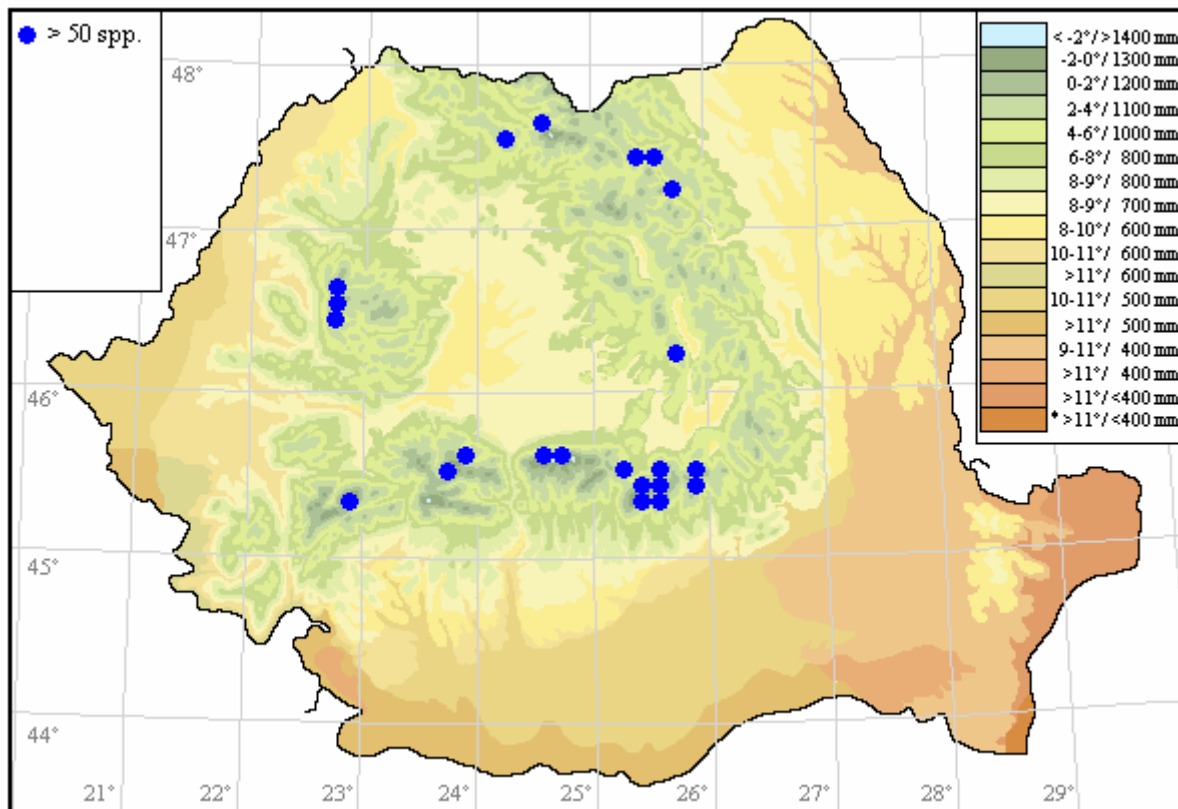 > 50 spp.
< -2°/>1400 mm
-2-0°/1300 mm
0-2°/1200 mm
2-4°/1100 mm
4-6°/1000 mm
6-8°/ 800 mm
8-9°/ 800 mm
8-9°/ 700 mm
8-10°/ 600 mm
10-11°/ 600 mm
>11°/ 600 mm
10-11°/ 500 mm
>11°/ 500 mm
9-11°/ 400 mm
>11°/ 400 mm
>11°/<400 mm
* >11°/<400 mm
48°
47°
46°
45°
44°
21° 22° 23° 24° 25° 26° 27° 28° 29°